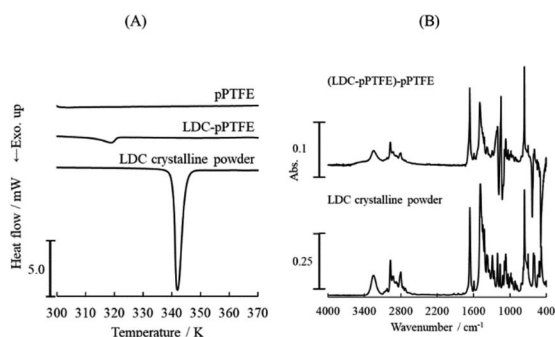 (A)
pPTFE
LDC-pPTFE
LDC crystalline powder
Heat flow / mW ←Exo. up
5.0
300 310 320 330 340 350 360 370
Temperature / K
(B)
(LDC-pPTFE)-pPTFE
0.1
Abs.
LDC crystalline powder
0.25
4000 3400 2800 2200 1600 1000 400
Wavenumber / cm⁻¹